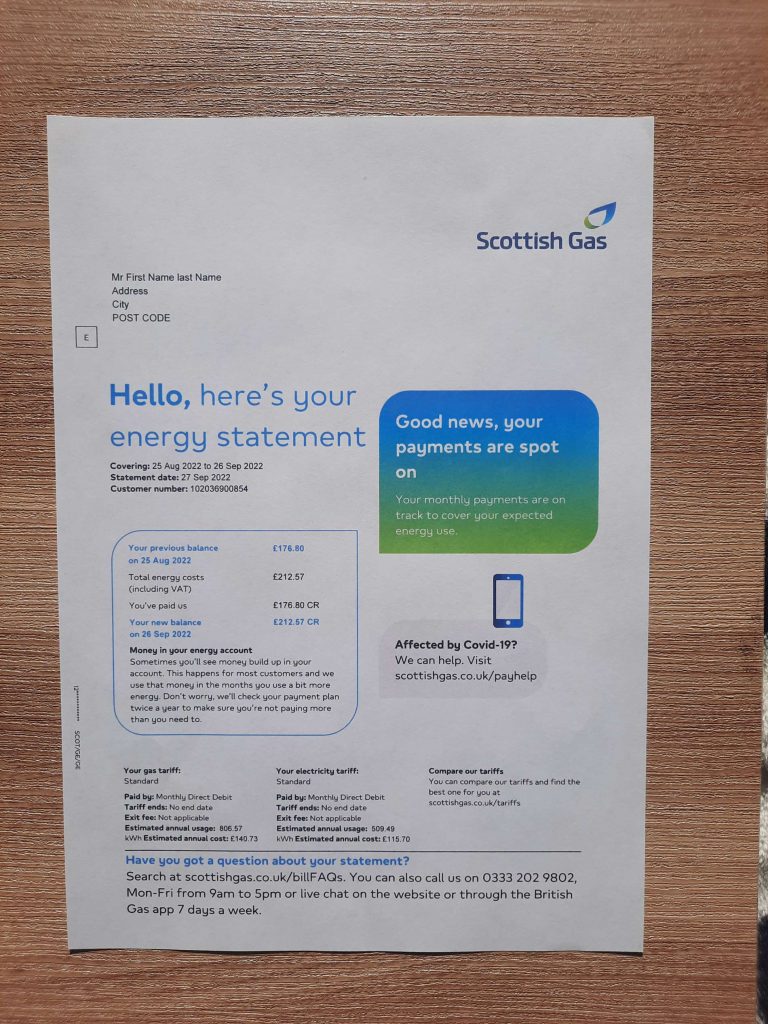 Scottish Gas
Mr First Name last Name
Address
City
POST CODE
E
Hello, here's your
energy statement
Covering: 25 Aug 2022 to 26 Sep 2022
Statement date: 27 Sep 2022
Customer number: 102036900854
Good news, your
payments are spot
on
Your monthly payments are on
track to cover your expected
energy use.
Your previous balance £176.80
on 25 Aug 2022
Total energy costs £212.57
(including VAT)
You've paid us £176.80 CR
Your new balance £212.57 CR
on 26 Sep 2022
Money in your energy account
Sometimes you'll see money build up in your
account. This happens for most customers and we
use that money in the months you use a bit more
energy. Don't worry, we'll check your payment plan
twice a year to make sure you're not paying more
than you need to.
Affected by Covid-19?
We can help. Visit
scottishgas.co.uk/payhelp
SCOT/GE/GE
Your gas tariff:
Standard
Paid by: Monthly Direct Debit
Tariff ends: No end date
Exit fee: Not applicable
Estimated annual usage: 806.57
kWh Estimated annual cost: £140.73
Your electricity tariff:
Standard
Paid by: Monthly Direct Debit
Tariff ends: No end date
Exit fee: Not applicable
Estimated annual usage: 509.49
kWh Estimated annual cost: £115.70
Compare our tariffs
You can compare our tariffs and find the
best one for you at
scottishgas.co.uk/tariffs
Have you got a question about your statement?
Search at scottishgas.co.uk/billFAQs. You can also call us on 0333 202 9802,
Mon-Fri from 9am to 5pm or live chat on the website or through the British
Gas app 7 days a week.